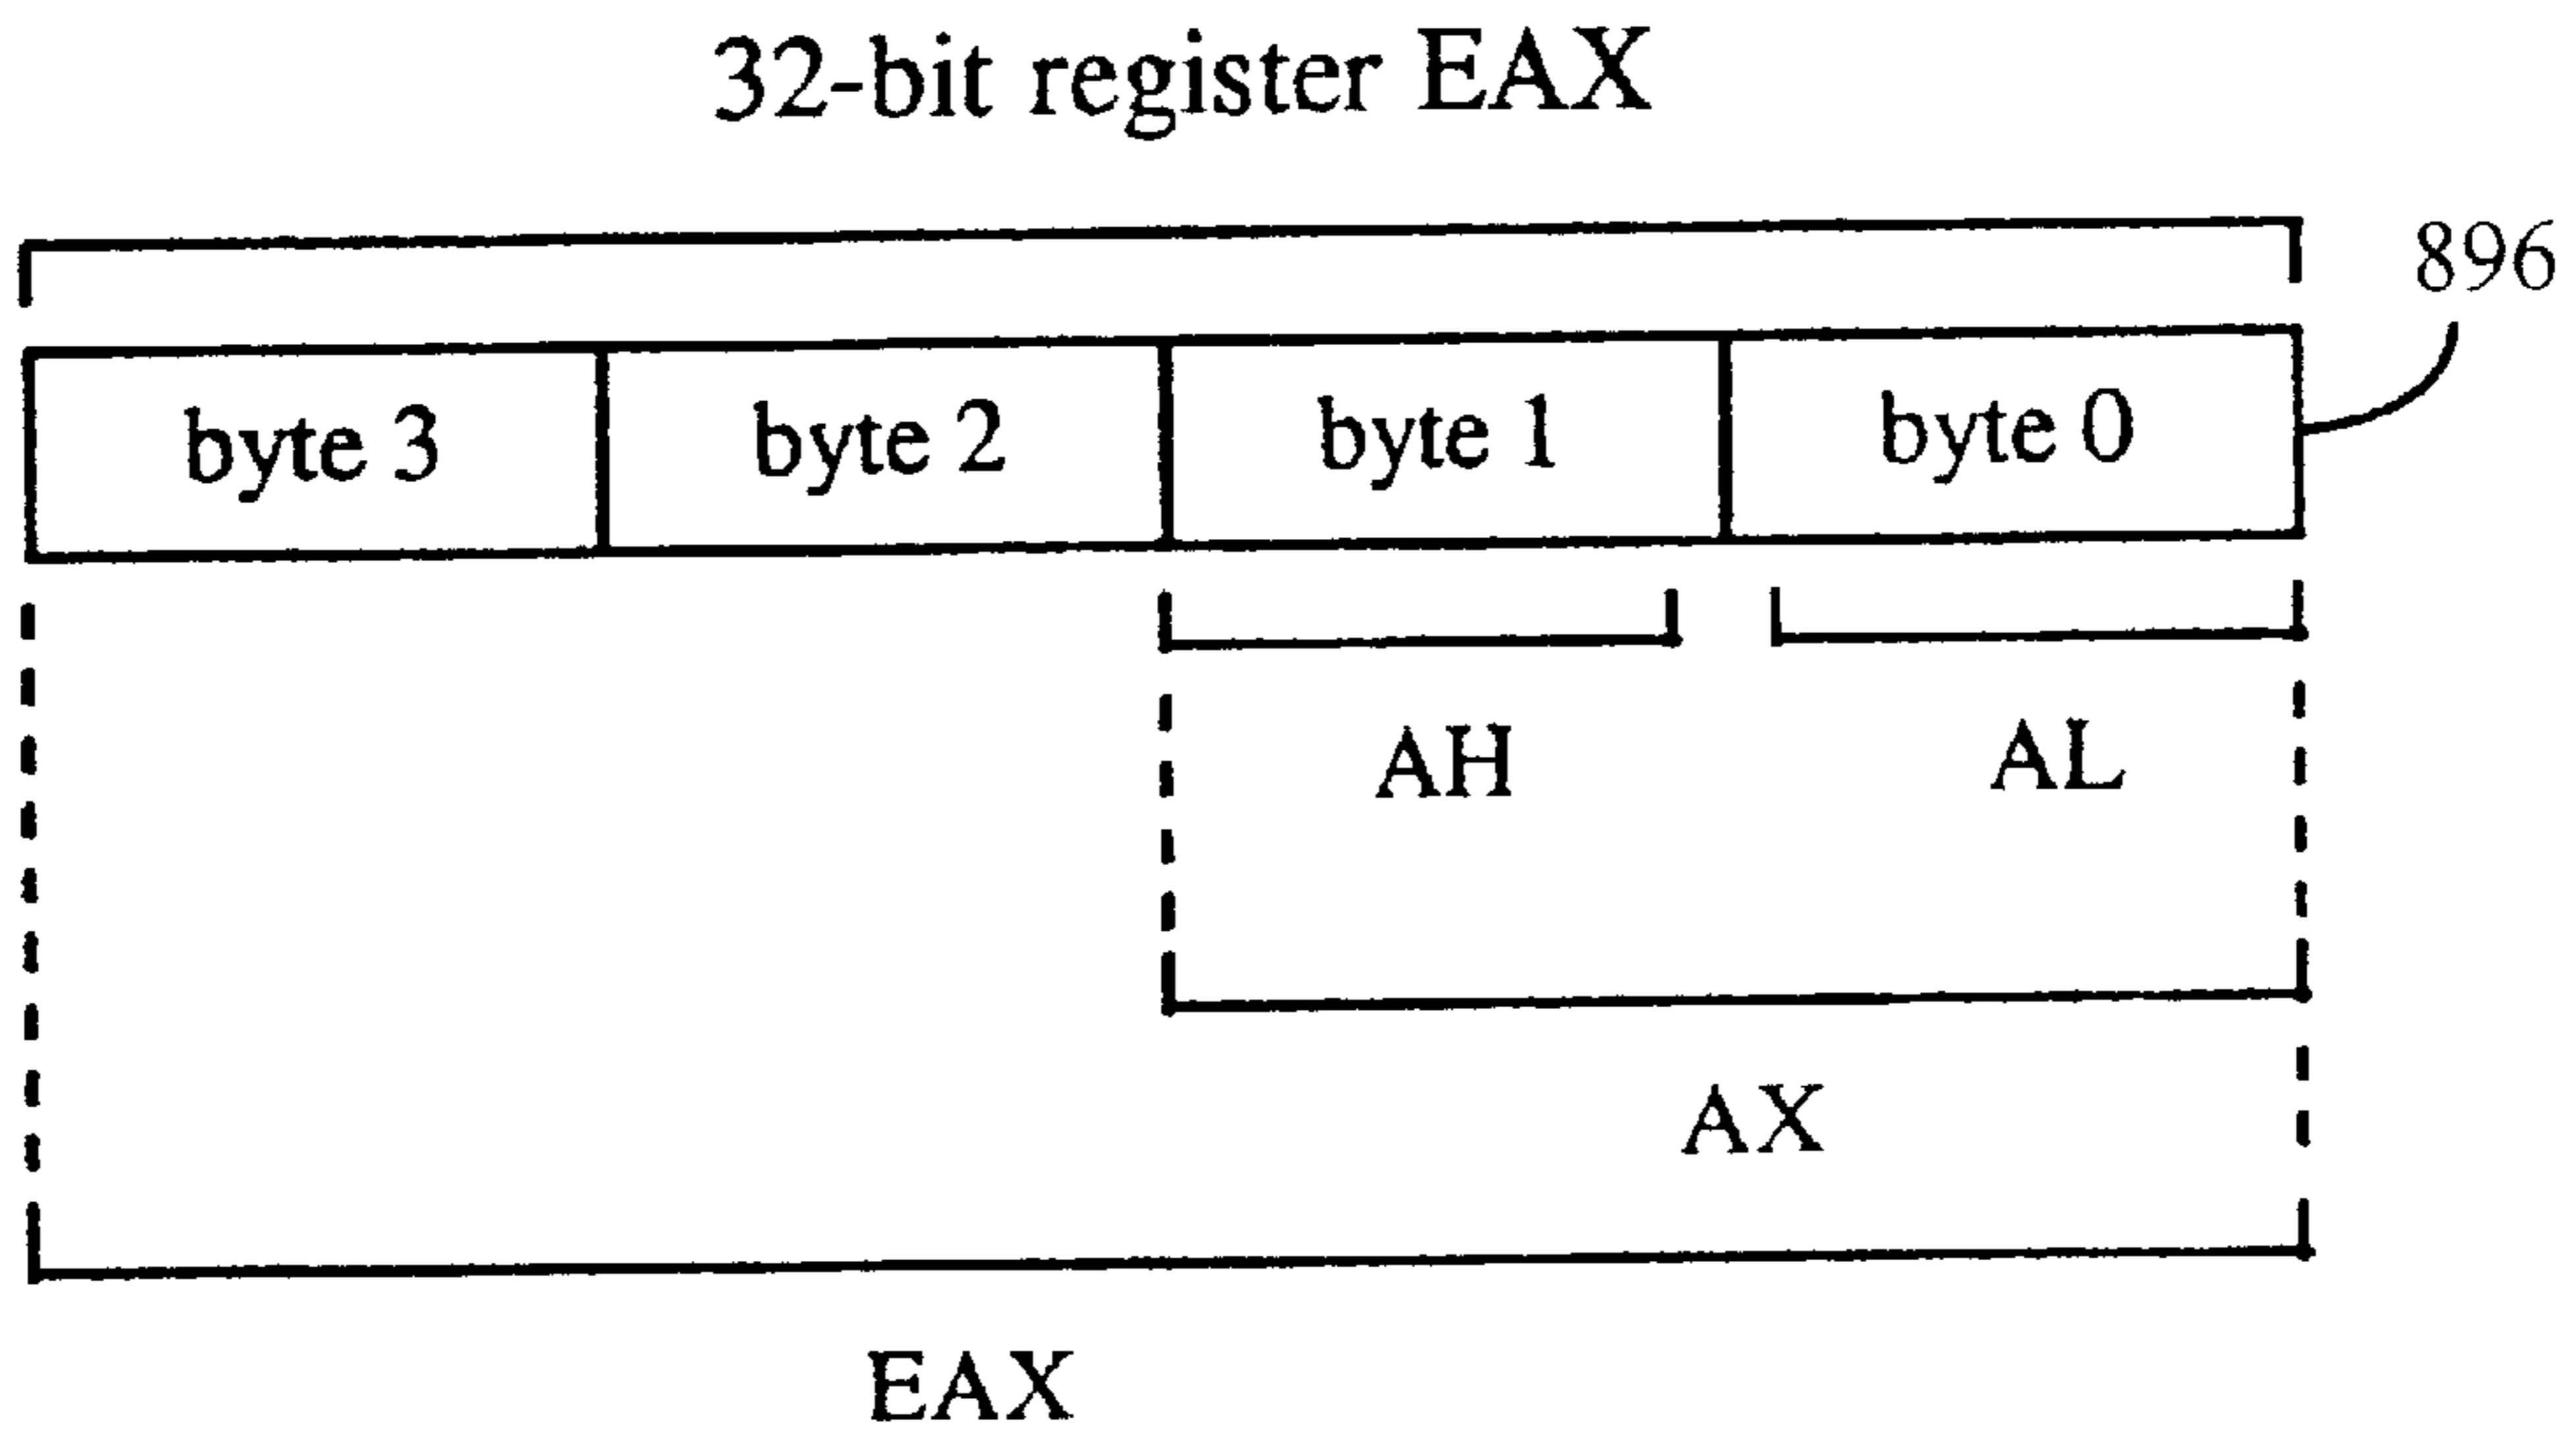 32-bit register EAX
896
byte 3 byte 2 byte 1 byte 0
AH AL
AX
EAX